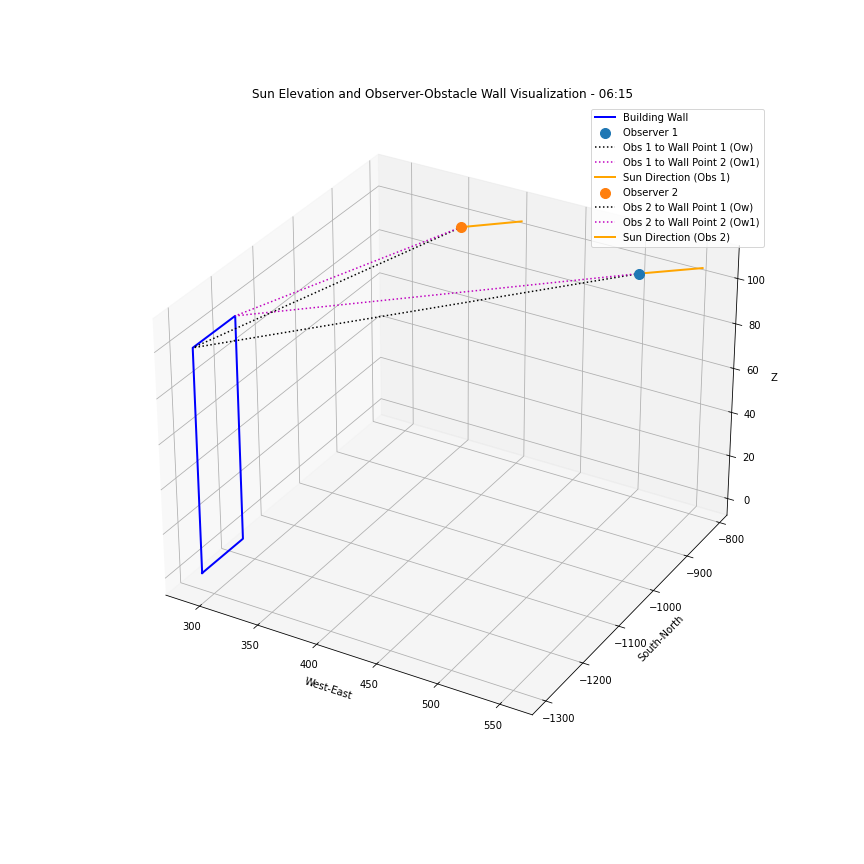 Sun Elevation and Observer-Obstacle Wall Visualization - 06:15
Building Wall
Observer 1
Obs 1 to Wall Point 1 (Ow)
Obs 1 to Wall Point 2 (Ow1)
Sun Direction (Obs 1)
Observer 2
Obs 2 to Wall Point 1 (Ow)
Obs 2 to Wall Point 2 (Ow1)
Sun Direction (Obs 2)
100
80
60
40
20
0
Z
−800
−900
−1000
−1100
−1200
−1300
South-North
300
350
400
450
500
550
West-East